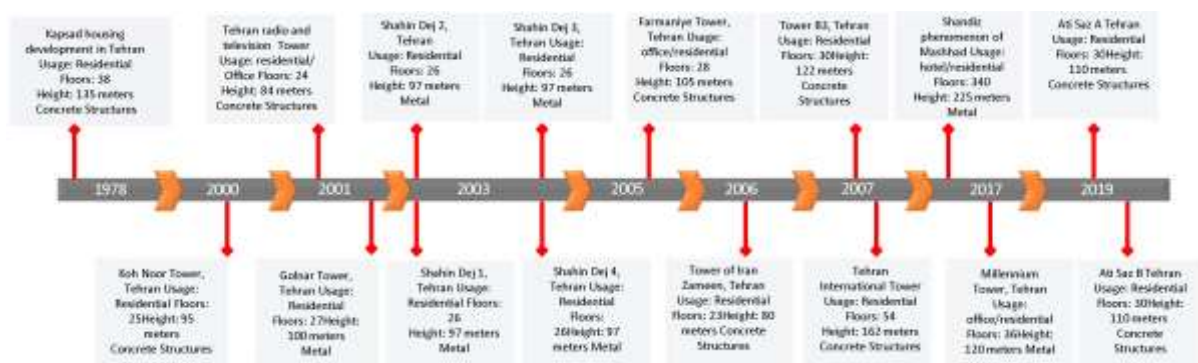 Kapsad housing
development in Tehran
Usage: Residential
Floors: 38
Height: 135 meters
Concrete Structures
Tehran radio and
television Tower
Usage: residential/
Office Floors: 24
Height: 84 meters
Concrete Structures
Shahin Dej 2,
Tehran
Usage: Residential
Floors: 26
Height: 97 meters
Metal
Shahin Dej 3,
Tehran Usage:
Residential
Floors: 26
Height: 97 meters
Metal
Farmaniye Tower,
Tehran Usage:
office/residential
Floors: 28
Height: 105 meters
Concrete Structures
Tower B3, Tehran
Usage: Residential
Floors: 30Height:
122 meters
Concrete
Structures
Shandiz
phenomenon of
Mashhad Usage:
hotel/residential
Floors: 340
Height: 225 meters
Metal
Ati Saz A Tehran
Usage: Residential
Floors: 30Height:
110 meters
Concrete Structures
1978
2000
2001
2003
2005
2006
2007
2017
2019
Koh Noor Tower,
Tehran Usage:
Residential Floors:
25Height: 95
meters
Concrete Structures
Golnar Tower,
Tehran Usage:
Residential
Floors: 27Height:
100 meters
Metal
Shahin Dej 1,
Tehran Usage:
Residential Floors:
26
Height: 97 meters
Metal
Shahin Dej 4,
Tehran Usage:
Residential
Floors:
26Height: 97
meters Metal
Tower of Iran
Zameen, Tehran
Usage: Residential
Floors: 23Height: 80
meters Concrete
Structures
Tehran
International Tower
Usage: Residential
Floors: 54
Height: 162 meters
Concrete Structures
Millennium
Tower, Tehran
Usage:
office/residential
Floors: 36Height:
120 meters Metal
Ati Saz B Tehran
Usage: Residential
Floors: 30Height:
110 meters
Concrete
Structures